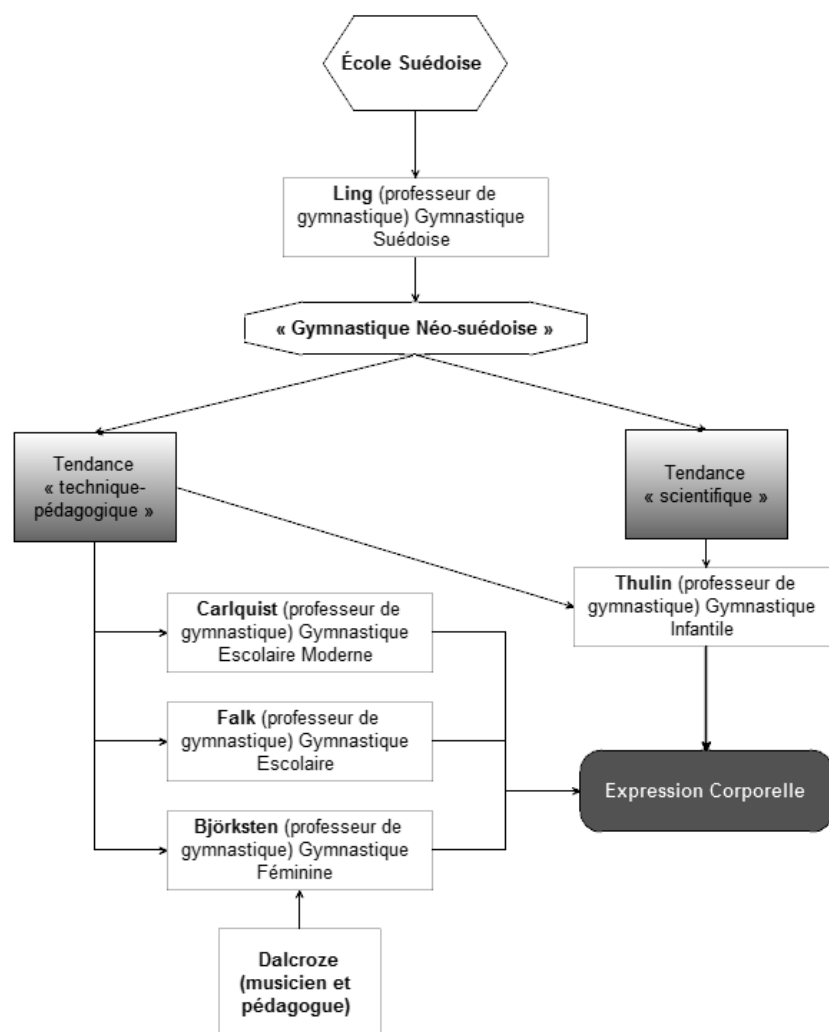 École Suédoise
Ling (professeur de
gymnastique) Gymnastique
Suédoise
« Gymnastique Néo-suédoise »
Tendance
« technique-
pédagogique »
Tendance
« scientifique »
Thulin (professeur de
gymnastique) Gymnastique
Infantile
Carlquist (professeur de
gymnastique) Gymnastique
Escolaire Moderne
Falk (professeur de
gymnastique) Gymnastique
Escolaire
Expression Corporelle
Björksten (professeur de
gymnastique) Gymnastique
Féminine
Dalcroze
(musicien et
pédagogue)